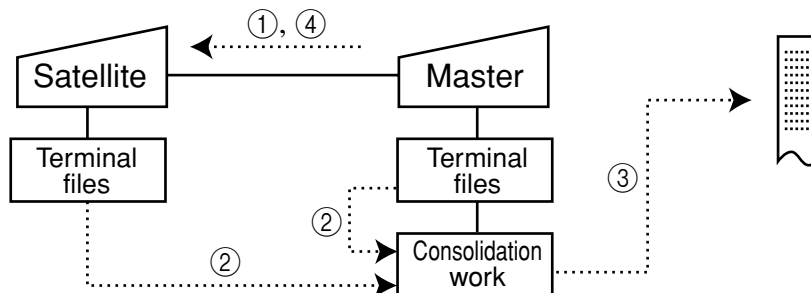 ①, ④
Satellite
Master
Terminal
files
Terminal
files
③
②
②
Consolidation
work